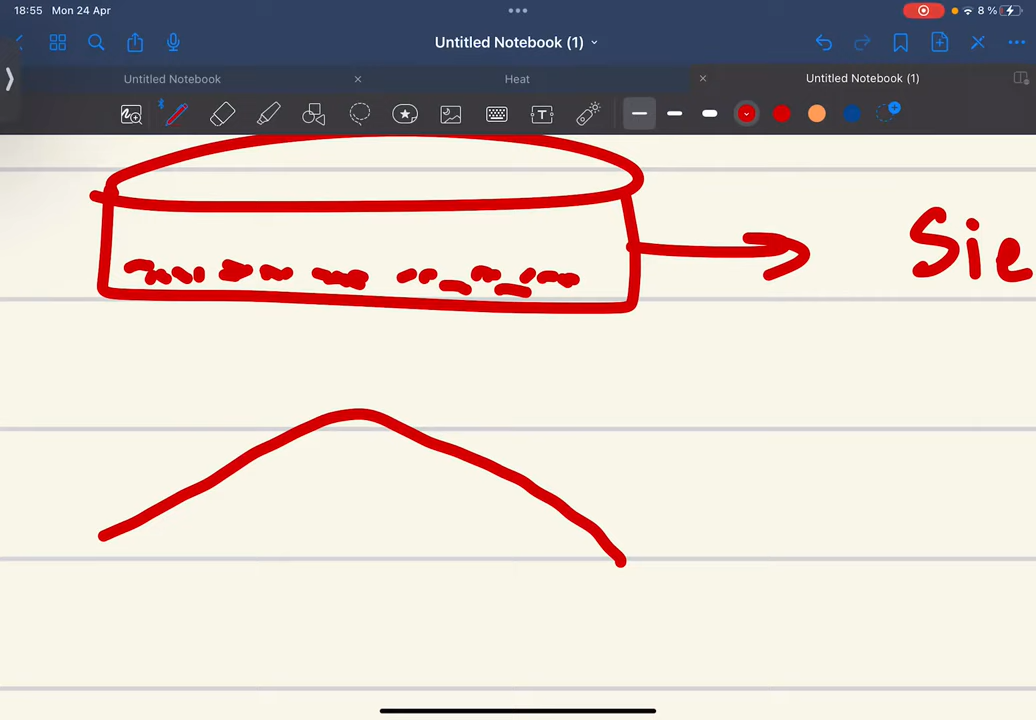 18:55 Mon 24 Apr
8 %
Untitled Notebook (1)
Untitled Notebook
Heat
Untitled Notebook (1)
T
Sie